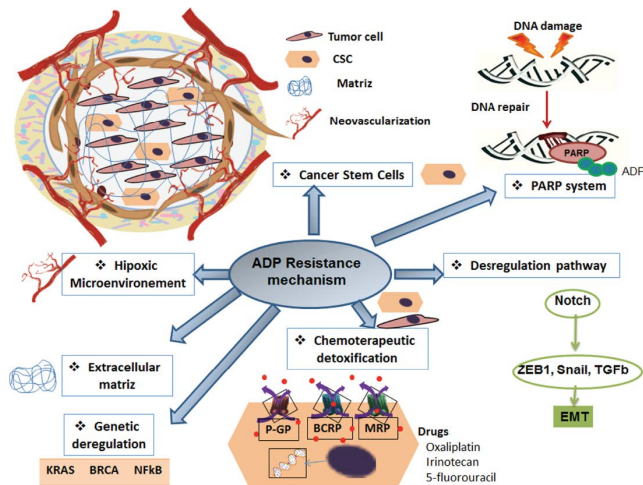 Tumor cell
CSC
Matriz
Neovascularization
DNA damage
DNA repair
PARP
ADP
❖ Cancer Stem Cells
❖ PARP system
ADP Resistance
mechanism
❖ Hipoxic
Microenvironement
❖ Desregulation pathway
Notch
ZEB1, Snail, TGFb
EMT
❖ Chemoterapeutic
detoxification
❖ Extracellular
matriz
❖ Genetic
deregulation
KRAS BRCA NFkB
P-GP BCRP MRP
Drugs
Oxaliplatin
Irinotecan
5-fluorouracil